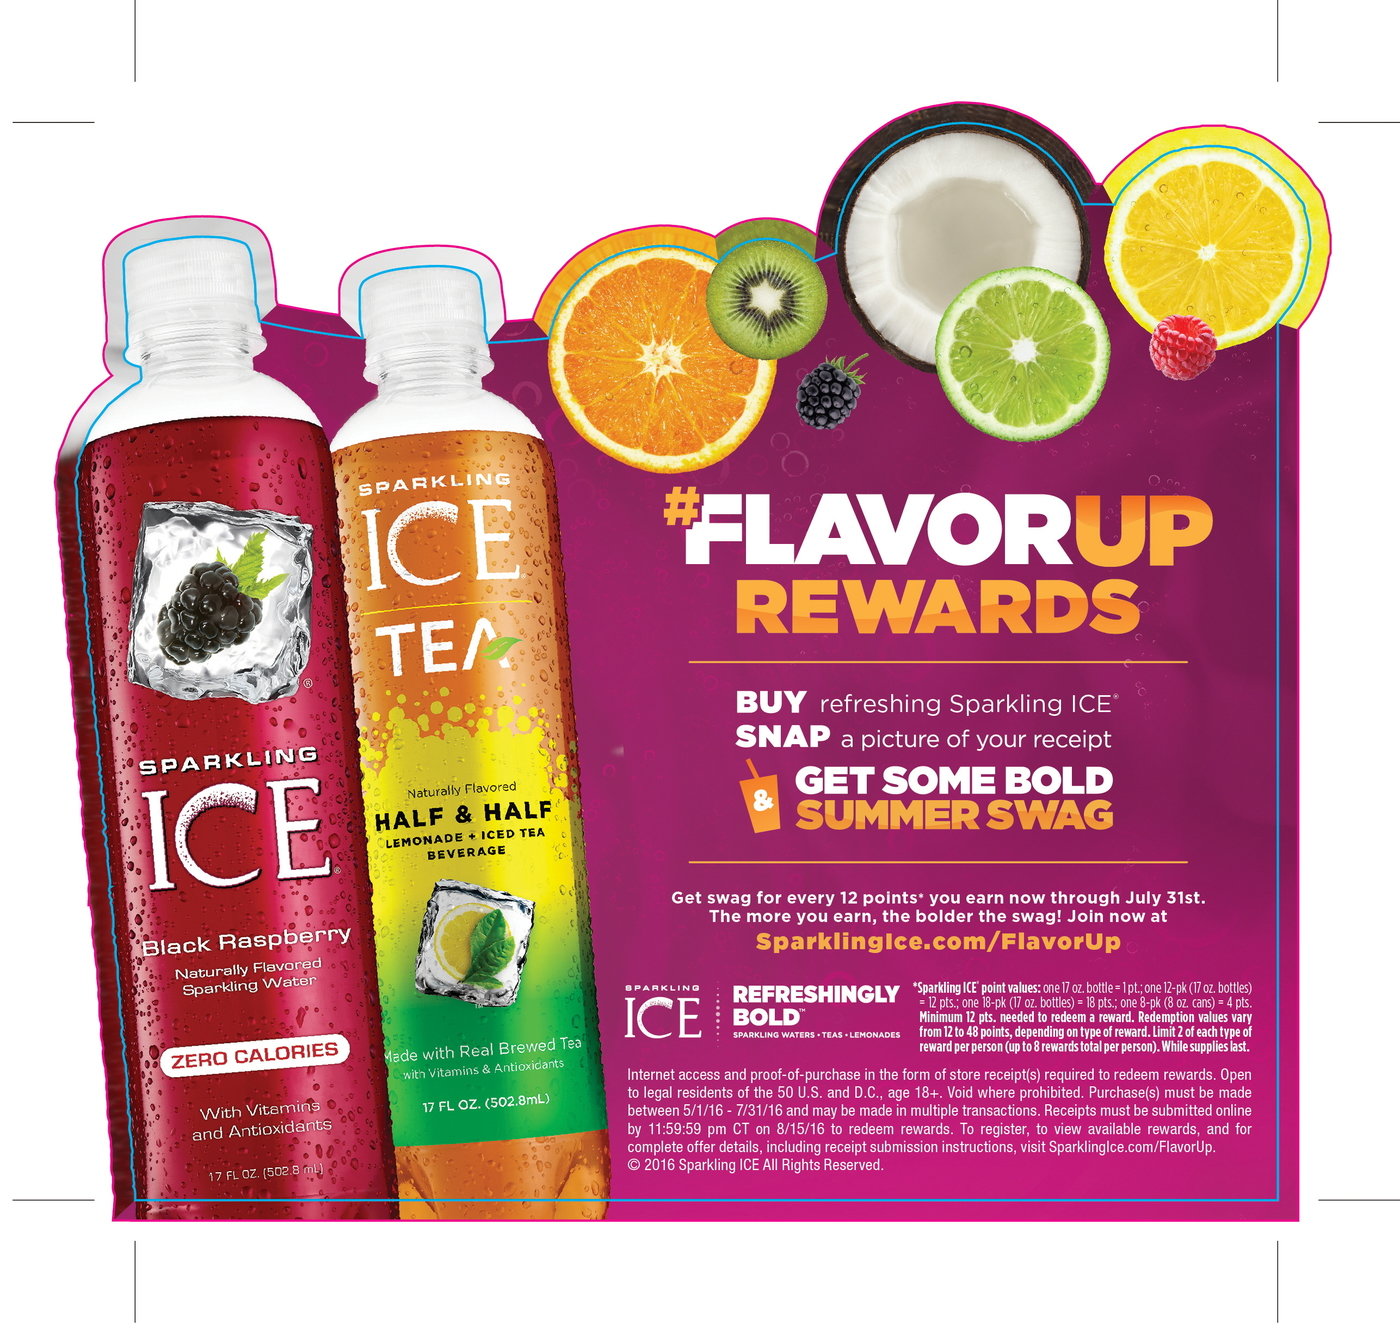 SPARKLING
ICE
Black Raspberry
Naturally Flavored
Sparkling Water
ZERO CALORIES
With Vitamins
and Antioxidants
17 FL OZ. (502.8 mL)
SPARKLING
ICE
TEA
Naturally Flavored
HALF & HALF
LEMONADE + ICED TEA
BEVERAGE
Made with Real Brewed Tea
with Vitamins & Antioxidants
17 FL OZ. (502.8mL)
#FLAVORUP
REWARDS
BUY refreshing Sparkling ICE®
SNAP a picture of your receipt
& GET SOME BOLD
SUMMER SWAG
Get swag for every 12 points* you earn now through July 31st.
The more you earn, the bolder the swag! Join now at
SparklingIce.com/FlavorUp
SPARKLING
ICE
REFRESHINGLY
BOLD™
SPARKLING WATERS • TEAS • LEMONADES
*Sparkling ICE® point values: one 17 oz. bottle = 1 pt.; one 12-pk (17 oz. bottles)
= 12 pts.; one 18-pk (17 oz. bottles) = 18 pts.; one 8-pk (8 oz. cans) = 4 pts.
Minimum 12 pts. needed to redeem a reward. Redemption values vary
from 12 to 48 points, depending on type of reward. Limit 2 of each type of
reward per person (up to 8 rewards total per person). While supplies last.
Internet access and proof-of-purchase in the form of store receipt(s) required to redeem rewards. Open
to legal residents of the 50 U.S. and D.C., age 18+. Void where prohibited. Purchase(s) must be made
between 5/1/16 - 7/31/16 and may be made in multiple transactions. Receipts must be submitted online
by 11:59:59 pm CT on 8/15/16 to redeem rewards. To register, to view available rewards, and for
complete offer details, including receipt submission instructions, visit SparklingIce.com/FlavorUp.
© 2016 Sparkling ICE All Rights Reserved.